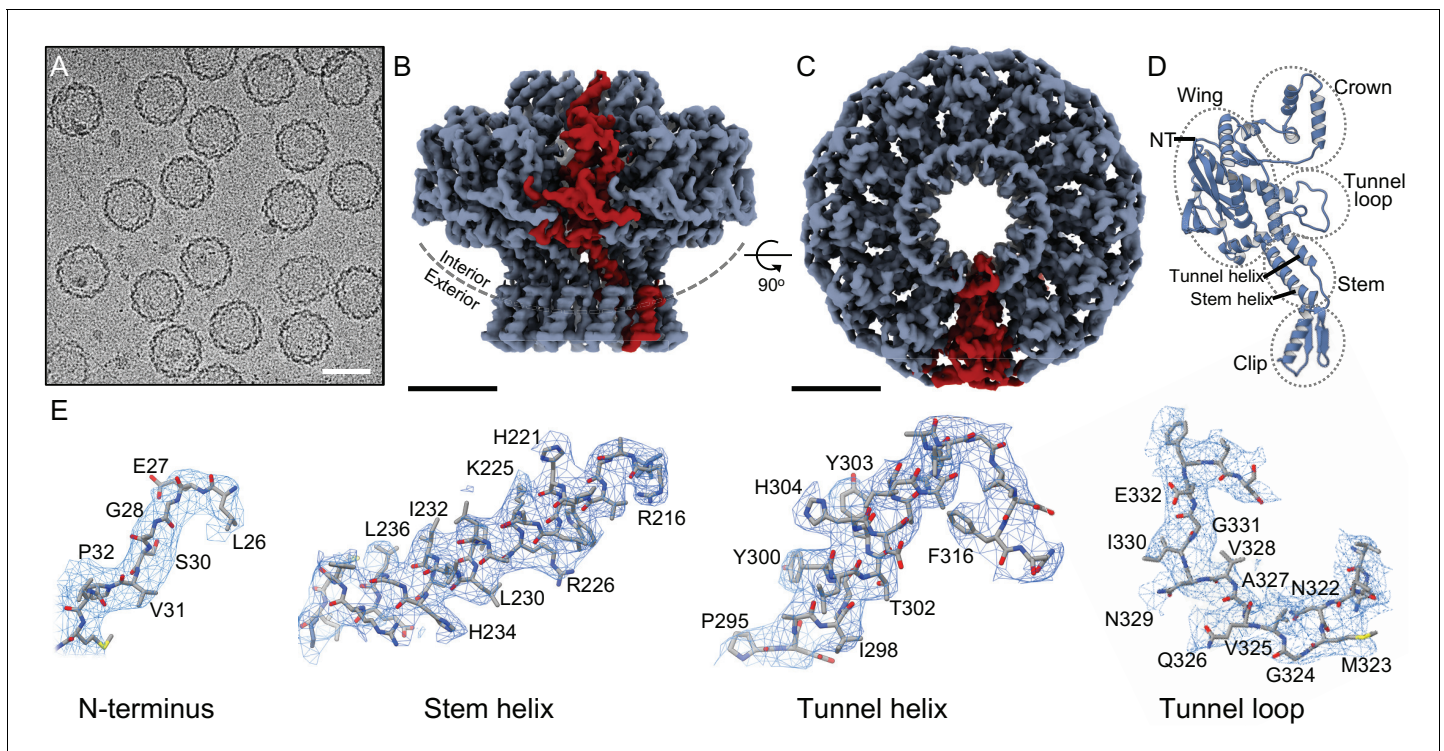 A
B
C
D
Interior
Exterior
90º
Crown
Wing
NT
Tunnel
loop
Tunnel helix
Stem helix
Stem
Clip
E
E27
G28
P32
S30
L26
V31
N-terminus
H221
K225
I232
L236
R216
R226
L230
H234
Stem helix
Y303
H304
Y300
F316
P295
T302
I298
Tunnel helix
E332
G331
I330
V328
A327
N322
N329
V325
Q326
G324
M323
Tunnel loop